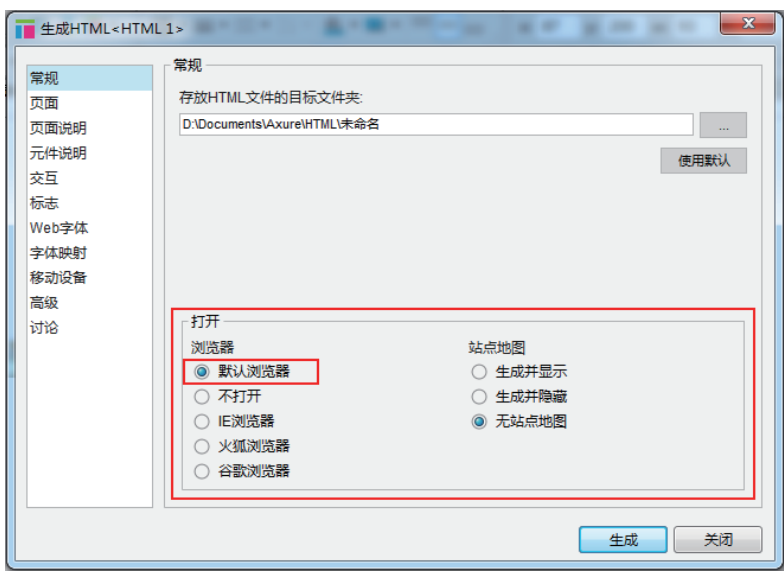 生成HTML<HTML 1>
常规
页面
页面说明
元件说明
交互
标志
Web字体
字体映射
移动设备
高级
讨论
常规
存放HTML文件的目标文件夹:
D:\Documents\Axure\HTML\未命名
...
使用默认
打开
浏览器
默认浏览器
不打开
IE浏览器
火狐浏览器
谷歌浏览器
站点地图
生成并显示
生成并隐藏
无站点地图
生成
关闭